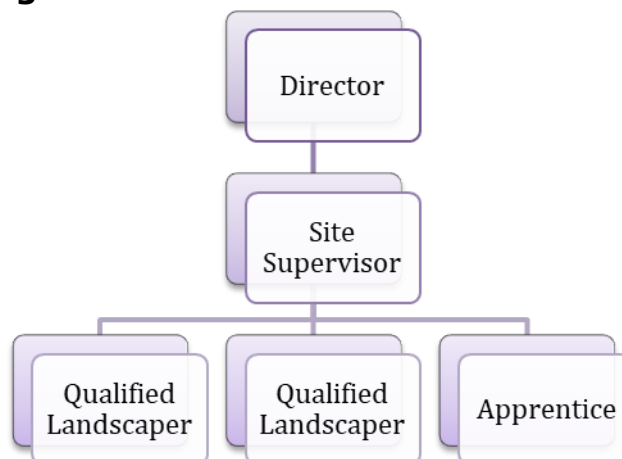 Director
Site
Supervisor
Qualified
Landscaper
Qualified
Landscaper
Apprentice